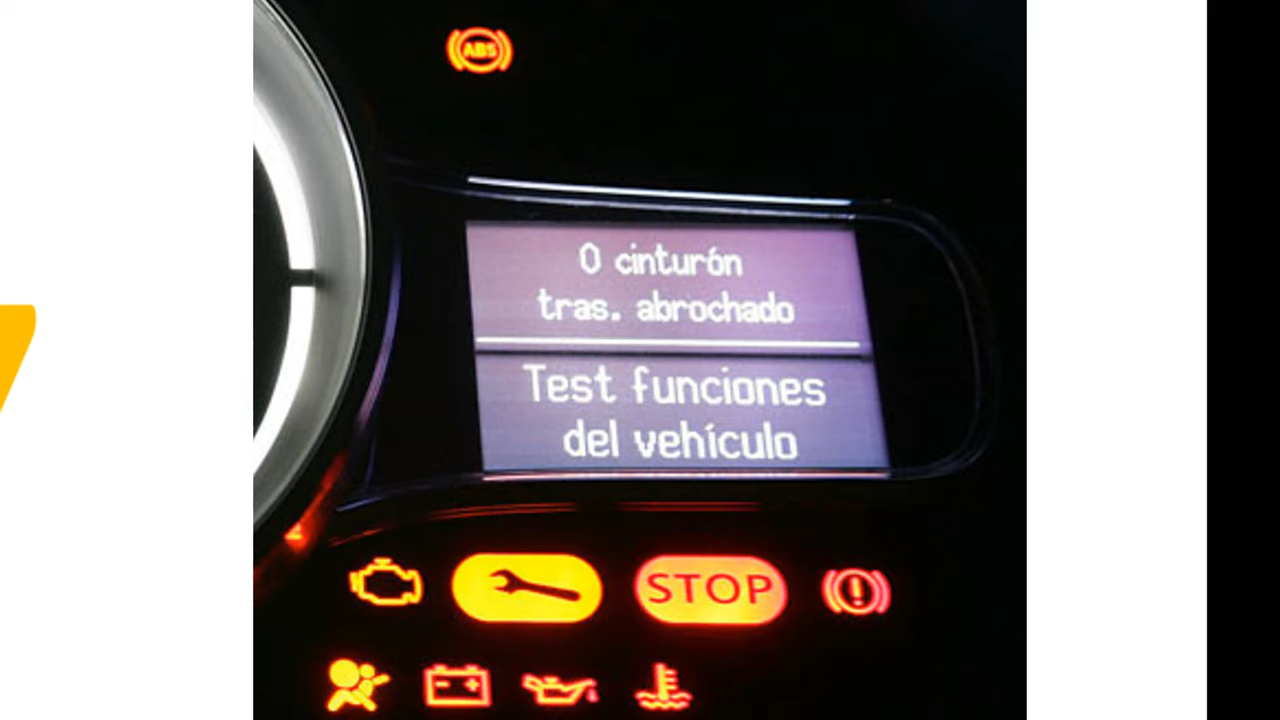 ABS
0 cinturón
tras. abrochado
Test funciones
del vehículo
STOP